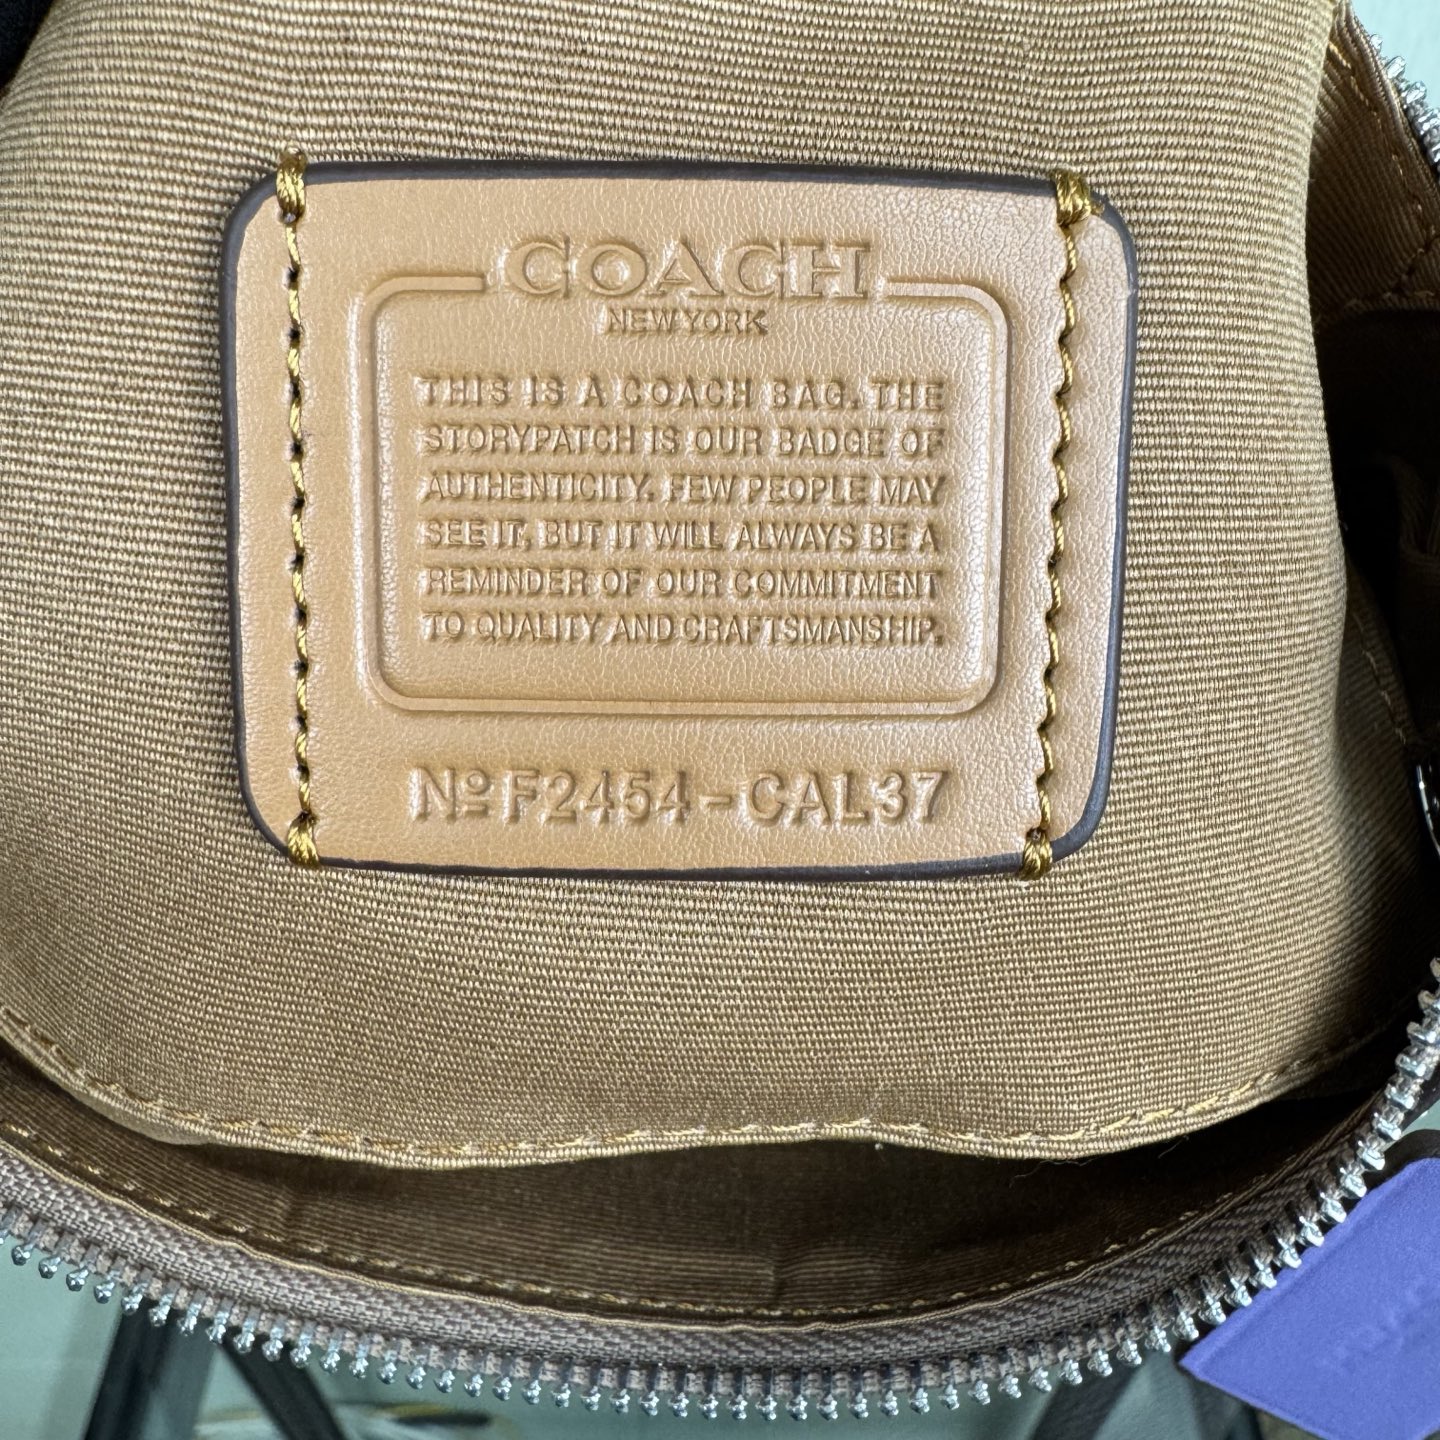 COACH
NEW YORK
THIS IS A COACH BAG. THE
STORYPATCH IS OUR BADGE OF
AUTHENTICITY. FEW PEOPLE MAY
SEE IT, BUT IT WILL ALWAYS BE A
REMINDER OF OUR COMMITMENT
TO QUALITY AND CRAFTSMANSHIP.
Nº F2454-CAL37